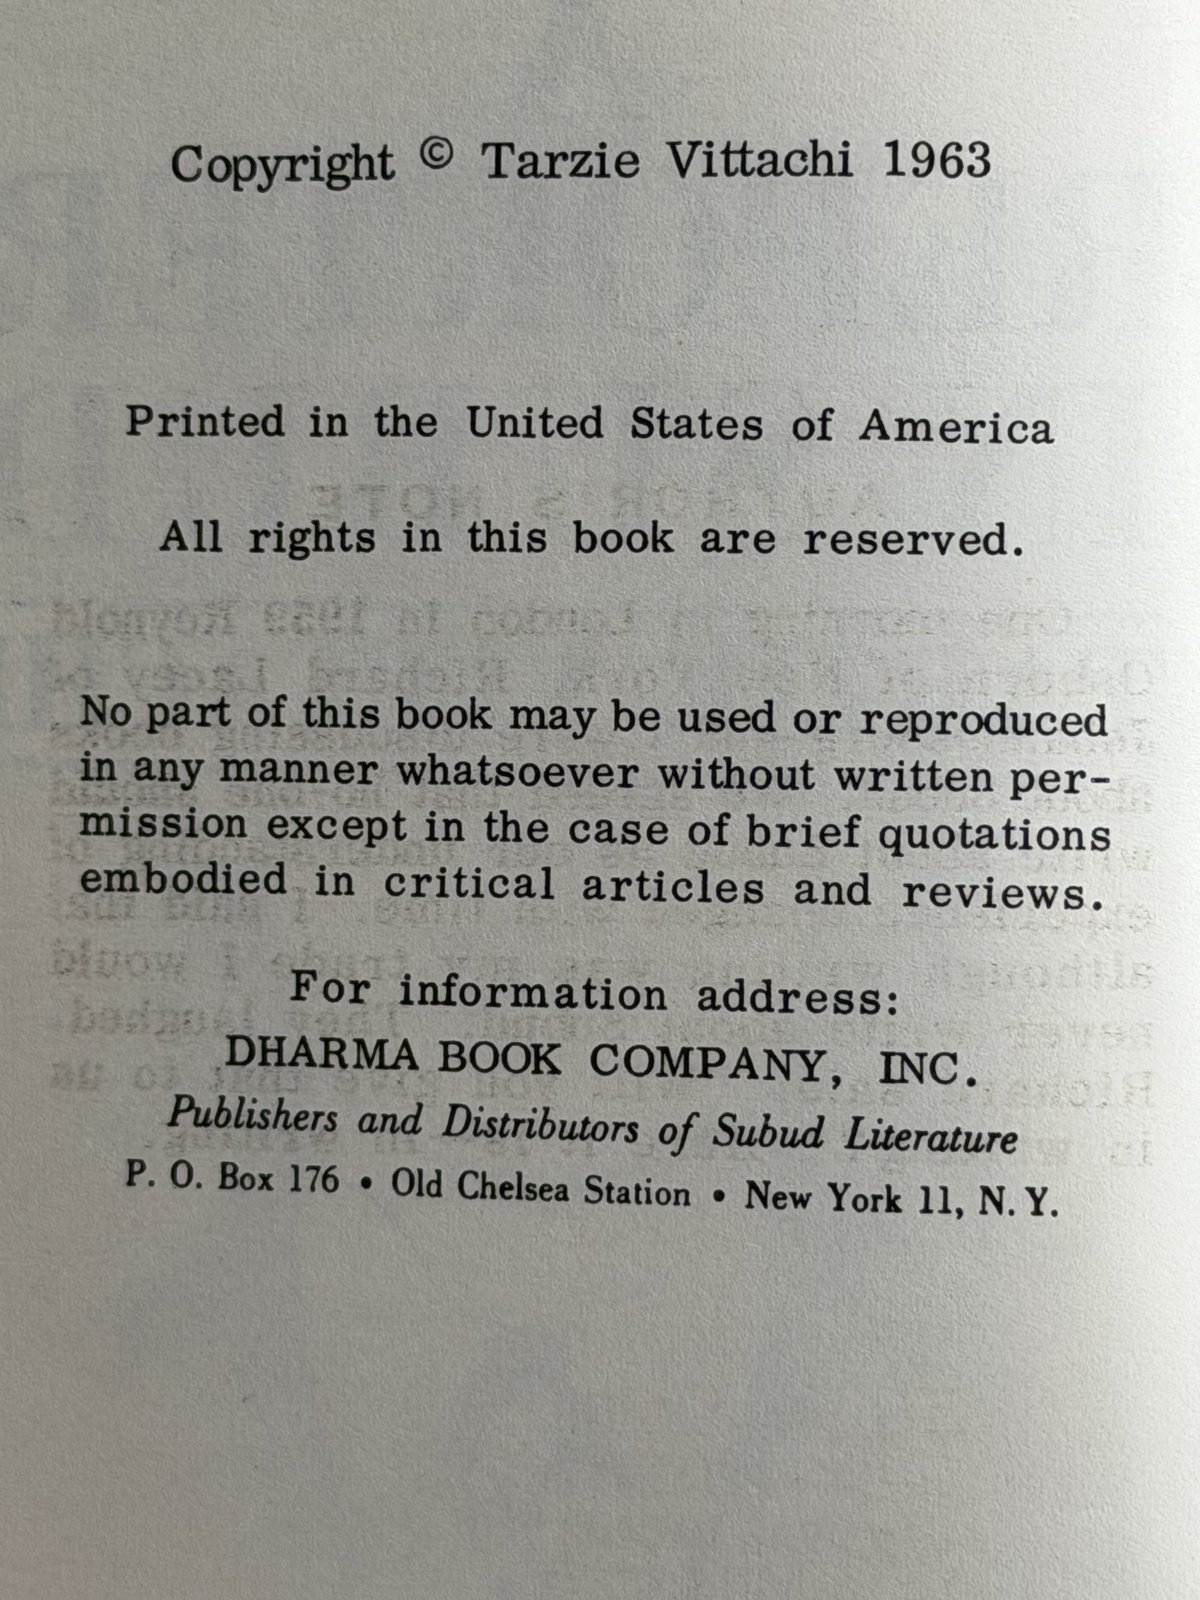 Copyright © Tarzie Vittachi 1963
Printed in the United States of America
All rights in this book are reserved.
No part of this book may be used or reproduced
in any manner whatsoever without written per-
mission except in the case of brief quotations
embodied in critical articles and reviews.
For information address:
DHARMA BOOK COMPANY, INC.
Publishers and Distributors of Subud Literature
P. O. Box 176 • Old Chelsea Station • New York 11, N. Y.